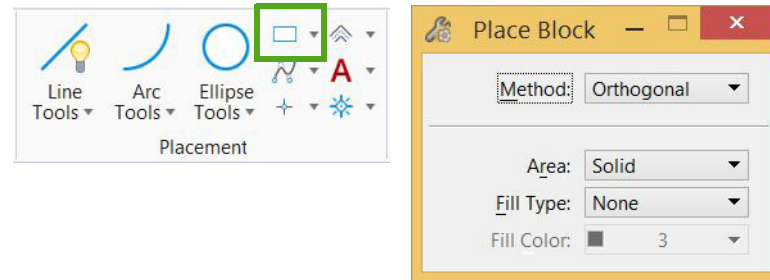 Line Tools
Arc Tools
Ellipse Tools
A
Placement
Place Block
Method: Orthogonal
Area: Solid
Fill Type: None
Fill Color: 3